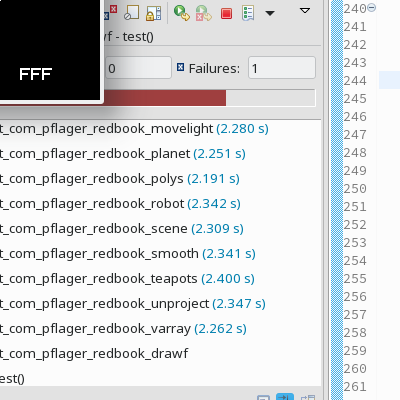 240
241
vf - test()
242
243
FFF
0
Failures: 1
244
245
246
t_com_pflager_redbook_movelight (2.280 s)
247
t_com_pflager_redbook_planet (2.251 s)
248
249
t_com_pflager_redbook_polys (2.191 s)
250
t_com_pflager_redbook_robot (2.342 s)
251
252
t_com_pflager_redbook_scene (2.309 s)
253
t_com_pflager_redbook_smooth (2.341 s)
254
255
t_com_pflager_redbook_teapots (2.400 s)
256
t_com_pflager_redbook_unproject (2.347 s)
257
t_com_pflager_redbook_varray (2.262 s)
258
259
t_com_pflager_redbook_drawf
260
est()
261